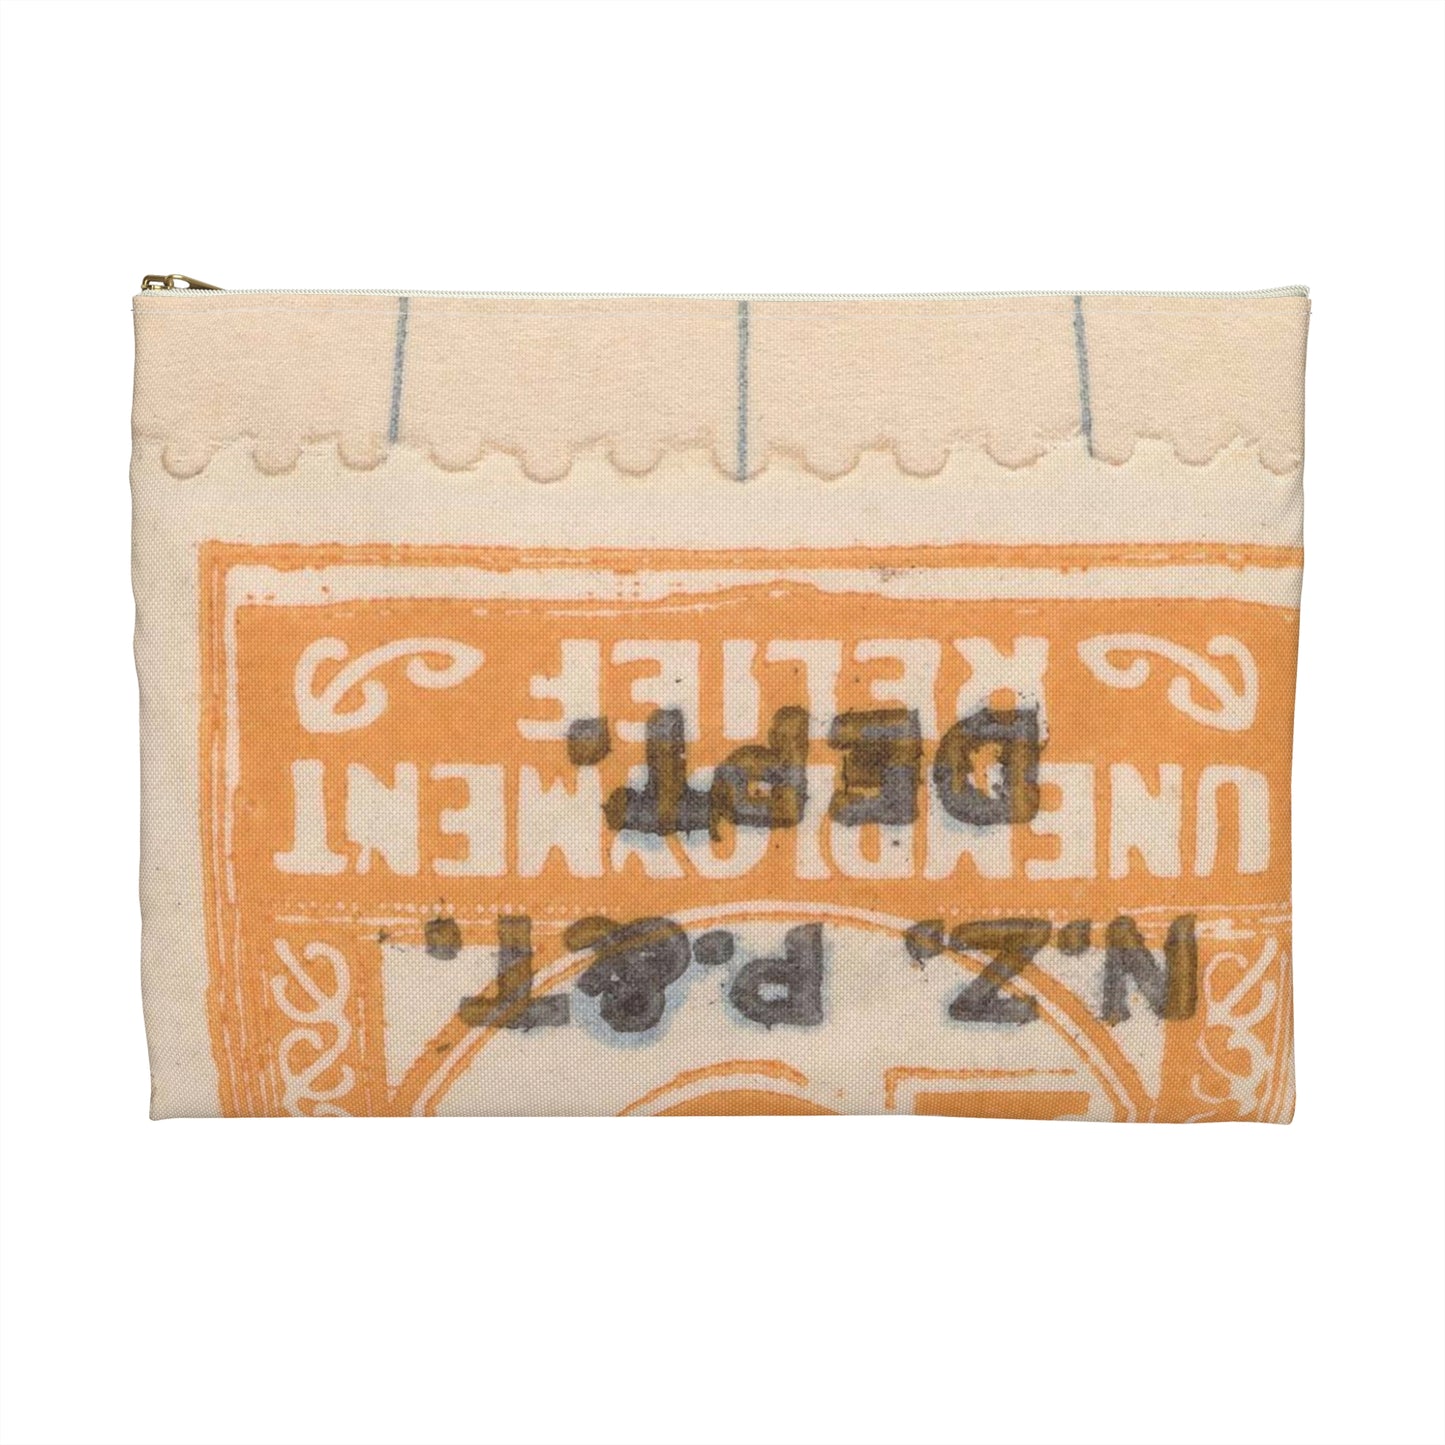 N.Z. P.&T.
UNEMPLOYMENT
DEPT.
RELIEF